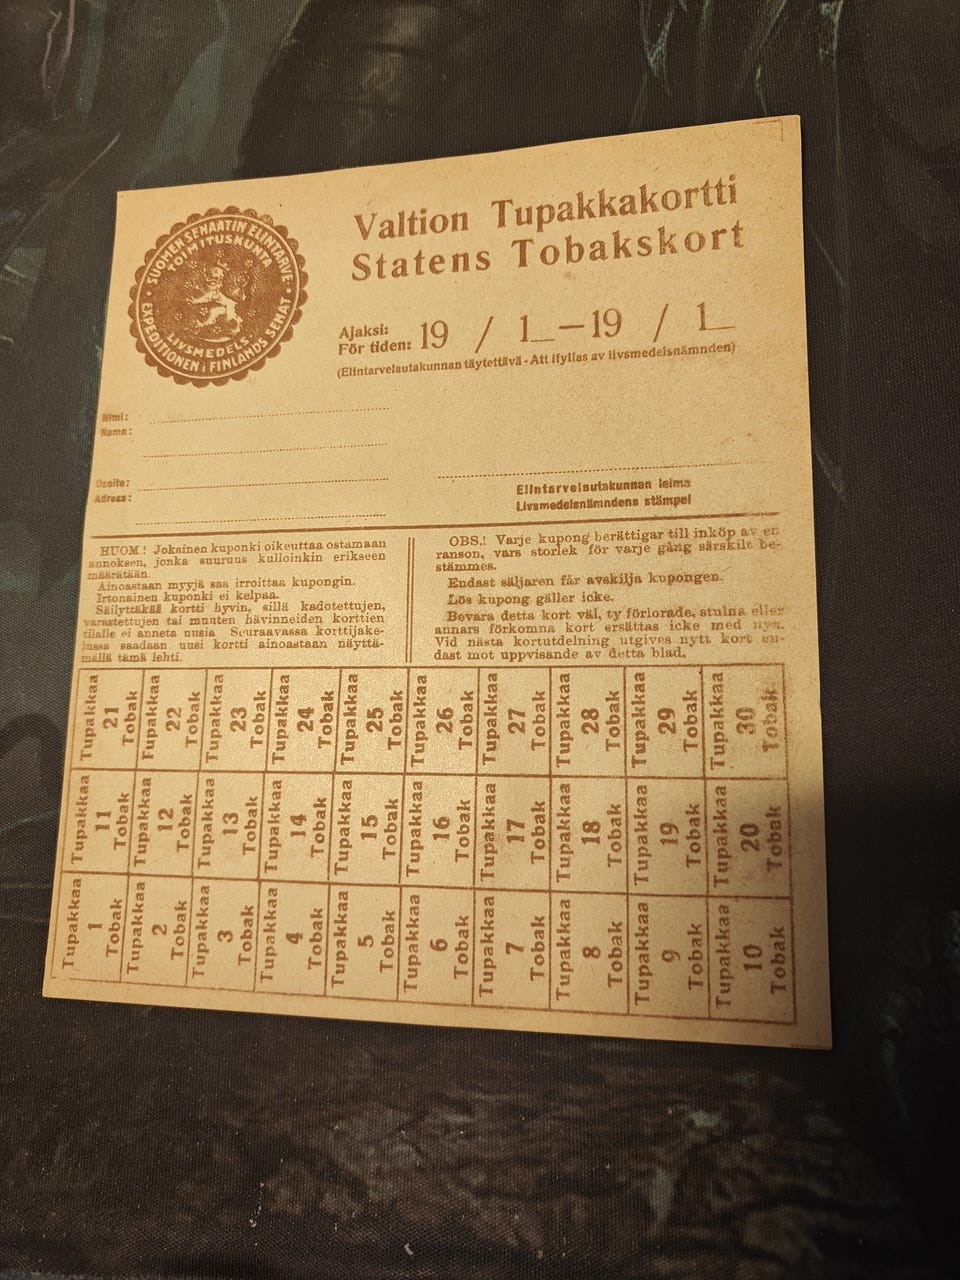 SUOMEN SENAATIN ELINTARVE
TOIMITUSKUNTA
LIVSMEDELS
EXPEDITIONEN i FINLANDS SENAT
Valtion Tupakkakortti
Statens Tobakskort
Ajaksi:
För tiden: 19 / 1 — 19 / 1
(Elintarvelautakunnan täytettävä - Att ifyllas av livsmedelsnämnden)
Nimi:
Namn:
Osoite:
Adress:
Elintarvelautakunnan leima
Livsmedelsnämndens stämpel
HUOM.! Jokainen kuponki oikeuttaa ostamaan
annoksen, jonka suuruus kulloinkin erikseen
määrätään.
Ainoastaan myyjä saa irroittaa kupongin.
Irtonainen kuponki ei kelpaa.
Säilyttäkää kortti hyvin, sillä kadotettujen,
varastettujen tai muuten hävinneiden korttien
tilalle ei anneta uusia Seuraavassa korttijake-
lussa saadaan uusi kortti ainoastaan näyttä-
mällä tämä lehti.
OBS.! Varje kupong berättigar till inköp av en
ranson, vars storlek för varje gång särskilt be-
stämmes.
Endast säljaren får avskilja kupongen.
Lös kupong gäller icke.
Bevara detta kort väl, ty förlorade, stulna eller
annars förkomna kort ersättas icke med nya.
Vid nästa kortutdelning utgives nytt kort en-
dast mot uppvisande av detta blad.
Tupakkaa 21 Tobak
Tupakkaa 22 Tobak
Tupakkaa 23 Tobak
Tupakkaa 24 Tobak
Tupakkaa 25 Tobak
Tupakkaa 26 Tobak
Tupakkaa 27 Tobak
Tupakkaa 28 Tobak
Tupakkaa 29 Tobak
Tupakkaa 30 Tobak
Tupakkaa 11 Tobak
Tupakkaa 12 Tobak
Tupakkaa 13 Tobak
Tupakkaa 14 Tobak
Tupakkaa 15 Tobak
Tupakkaa 16 Tobak
Tupakkaa 17 Tobak
Tupakkaa 18 Tobak
Tupakkaa 19 Tobak
Tupakkaa 20 Tobak
Tupakkaa 1 Tobak
Tupakkaa 2 Tobak
Tupakkaa 3 Tobak
Tupakkaa 4 Tobak
Tupakkaa 5 Tobak
Tupakkaa 6 Tobak
Tupakkaa 7 Tobak
Tupakkaa 8 Tobak
Tupakkaa 9 Tobak
Tupakkaa 10 Tobak